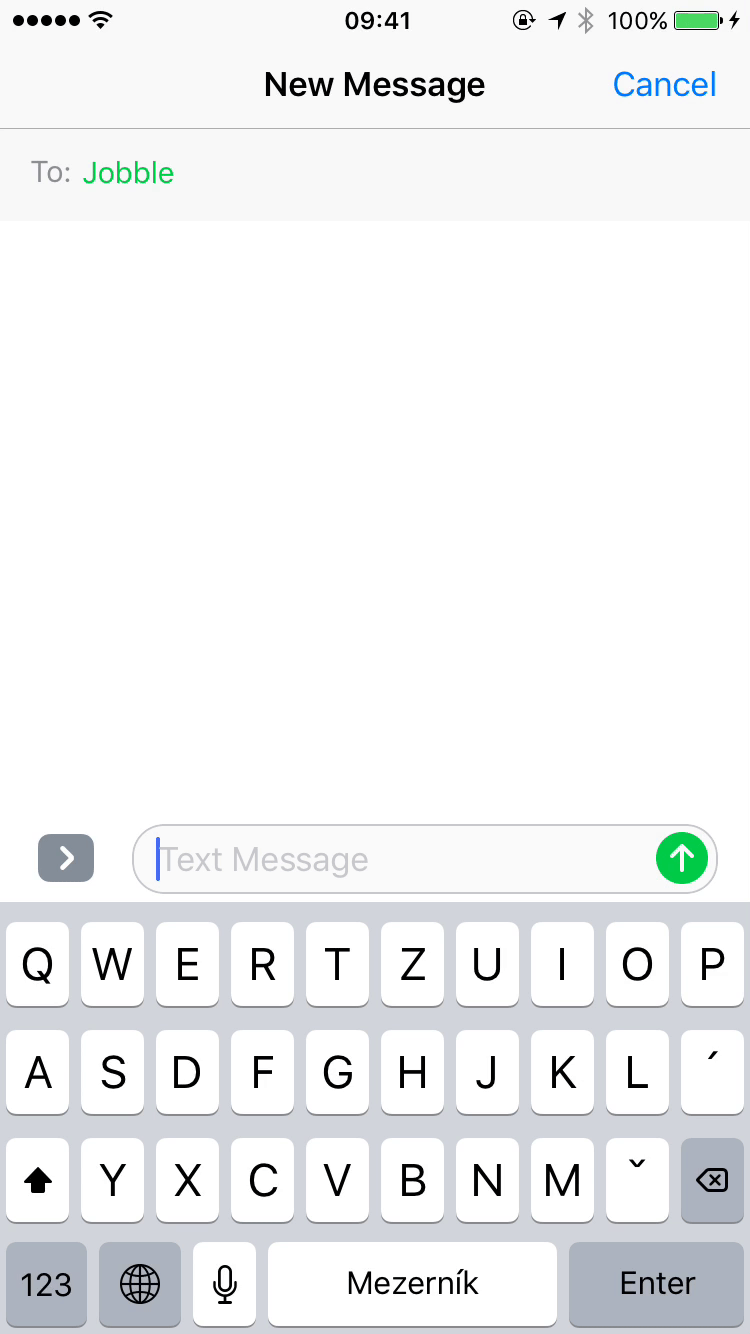 09:41 100%
New Message Cancel
To: Jobble
Text Message
Q W E R T Z U I O P
A S D F G H J K L ´
Y X C V B N M ˇ
123 Mezerník Enter